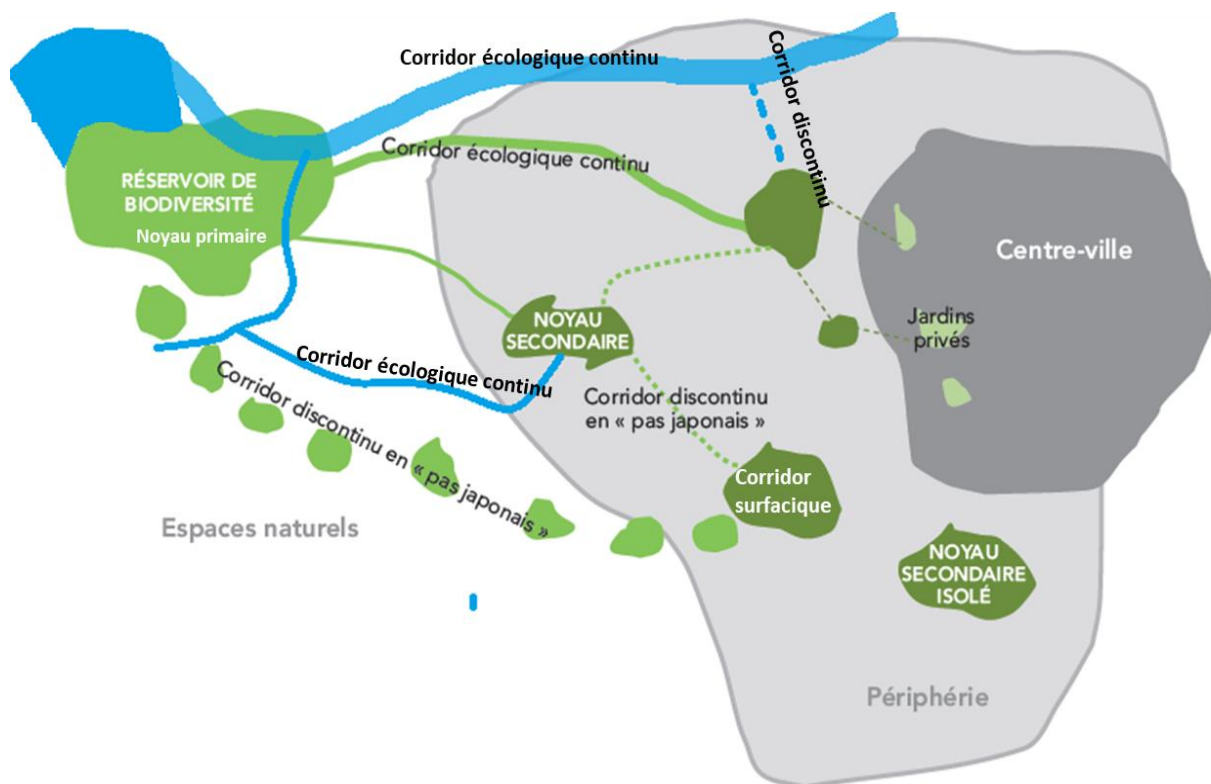 Corridor écologique continu
Corridor discontinu
Corridor écologique continu
RÉSERVOIR DE
BIODIVERSITÉ
Noyau primaire
Centre-ville
NOYAU
SECONDAIRE
Jardins
privés
Corridor écologique continu
Corridor discontinu
en « pas japonais »
Corridor discontinu en « pas japonais »
Corridor
surfacique
Espaces naturels
NOYAU
SECONDAIRE
ISOLÉ
Périphérie